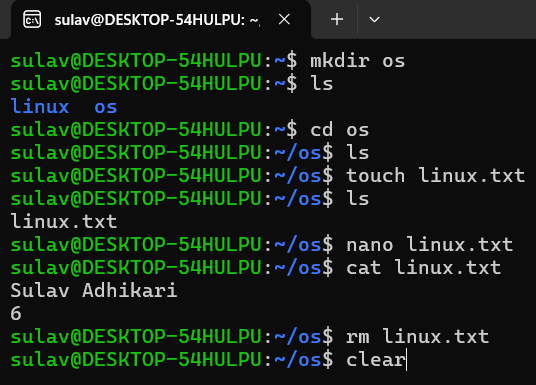 sulav@DESKTOP-54HULPU: ~,
sulav@DESKTOP-54HULPU:~$ mkdir os
sulav@DESKTOP-54HULPU:~$ ls
linux  os
sulav@DESKTOP-54HULPU:~$ cd os
sulav@DESKTOP-54HULPU:~/os$ ls
sulav@DESKTOP-54HULPU:~/os$ touch linux.txt
sulav@DESKTOP-54HULPU:~/os$ ls
linux.txt
sulav@DESKTOP-54HULPU:~/os$ nano linux.txt
sulav@DESKTOP-54HULPU:~/os$ cat linux.txt
Sulav Adhikari
6
sulav@DESKTOP-54HULPU:~/os$ rm linux.txt
sulav@DESKTOP-54HULPU:~/os$ clear